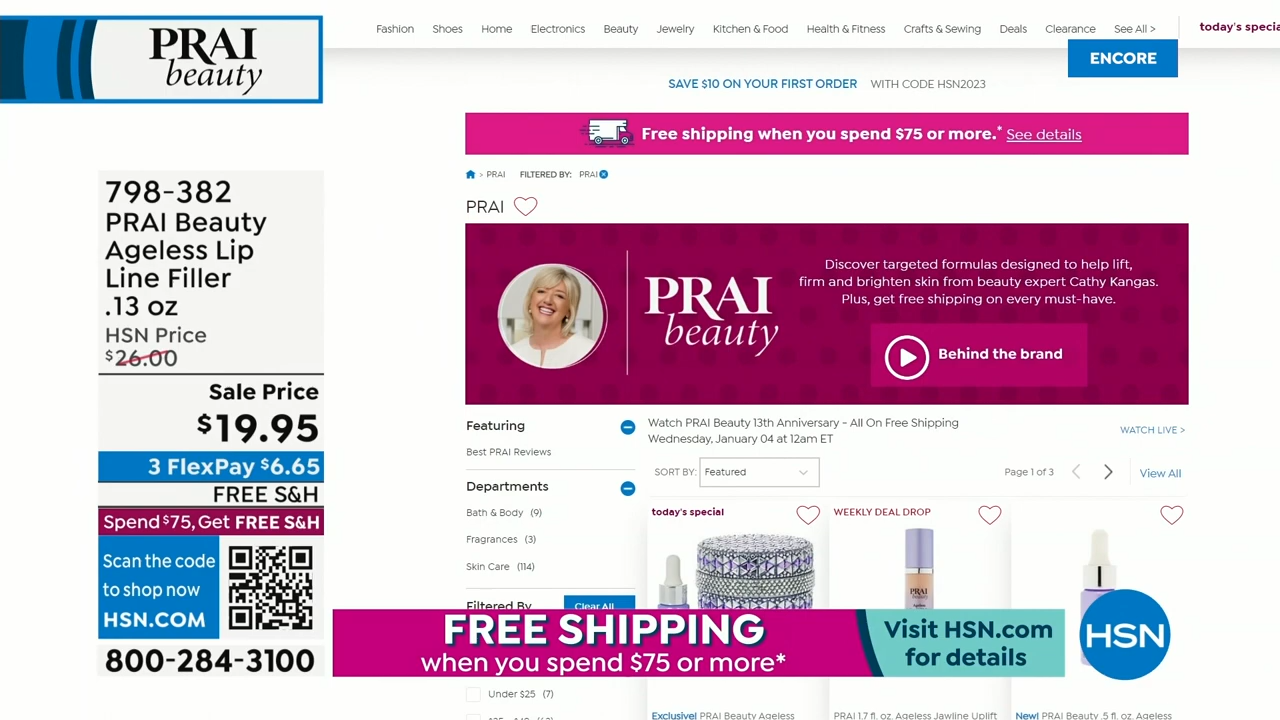 PRAI
beauty
798-382
PRAI Beauty
Ageless Lip
Line Filler
.13 oz
HSN Price
$26.00
Sale Price
$19.95
3 FlexPay $6.65
FREE S&H
Spend $75, Get FREE S&H
Scan the code
to shop now
HSN.COM
800-284-3100
Fashion Shoes Home Electronics Beauty Jewelry Kitchen & Food Health & Fitness Crafts & Sewing Deals Clearance See All > today's specia
ENCORE
SAVE $10 ON YOUR FIRST ORDER WITH CODE HSN2023
Free shipping when you spend $75 or more.* See details
> PRAI FILTERED BY: PRAI
PRAI
PRAI
beauty
Discover targeted formulas designed to help lift,
firm and brighten skin from beauty expert Cathy Kangas.
Plus, get free shipping on every must-have.
Behind the brand
Featuring
Best PRAI Reviews
Departments
Bath & Body (9)
Fragrances (3)
Skin Care (114)
Filtered By Clear All
Under $25 (7)
Watch PRAI Beauty 13th Anniversary - All On Free Shipping
Wednesday, January 04 at 12am ET
WATCH LIVE >
SORT BY: Featured
Page 1 of 3 View All
today's special
WEEKLY DEAL DROP
PRAI
beauty
FREE SHIPPING
when you spend $75 or more*
Visit HSN.com
for details
HSN
Exclusive! PRAI Beauty Ageless
PRAI 1.7 fl. oz. Ageless Jawline Uplift
New! PRAI Beauty .5 fl. oz. Ageless